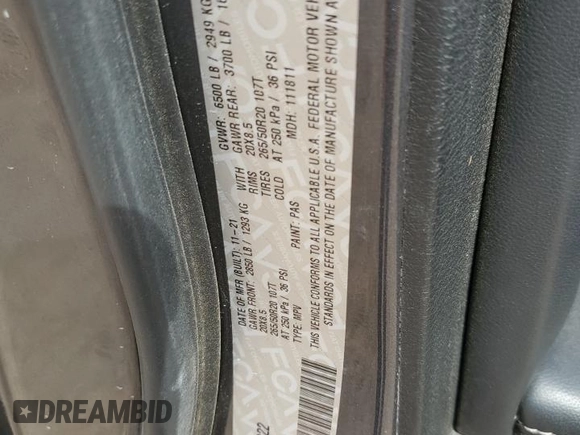 DATE OF MFR (BUILT): 11-21 GVWR: 6500 LB / 2949 KG
GAWR FRONT: 2850 LB / 1293 KG WITH GAWR REAR: 3700 LB /
20X8.5 RIMS 20X8.5
265/50R20 107T TIRES 265/50R20 107T
AT 250 kPa / 36 PSI COLD AT 250 kPa / 36 PSI
TYPE: MPV PAINT: PAS MDH: 111811
THIS VEHICLE CONFORMS TO ALL APPLICABLE U.S.A. FEDERAL MOTOR
STANDARDS IN EFFECT ON THE DATE OF MANUFACTURE SHOWN
FCA
DREAMBID